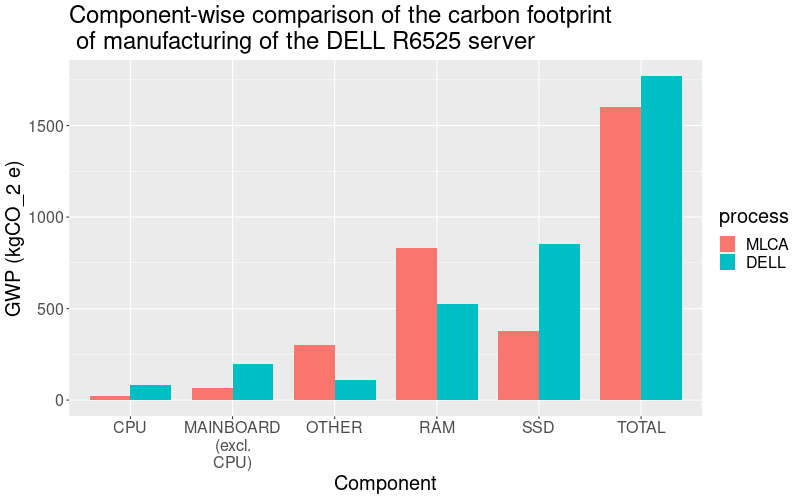 Component-wise comparison of the carbon footprint
of manufacturing of the DELL R6525 server
GWP (kgCO_2 e)
1500
1000
500
0
CPU
MAINBOARD
(excl.
CPU)
OTHER
RAM
SSD
TOTAL
Component
process
MLCA
DELL